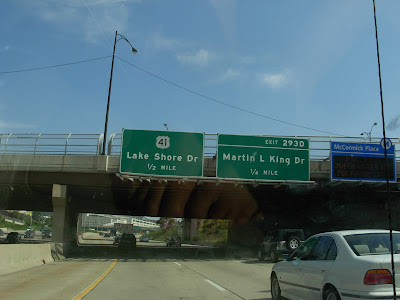 41
Lake Shore Dr
1/2 MILE
EXIT 293D
Martin L King Dr
1/4 MILE
McCormick Place